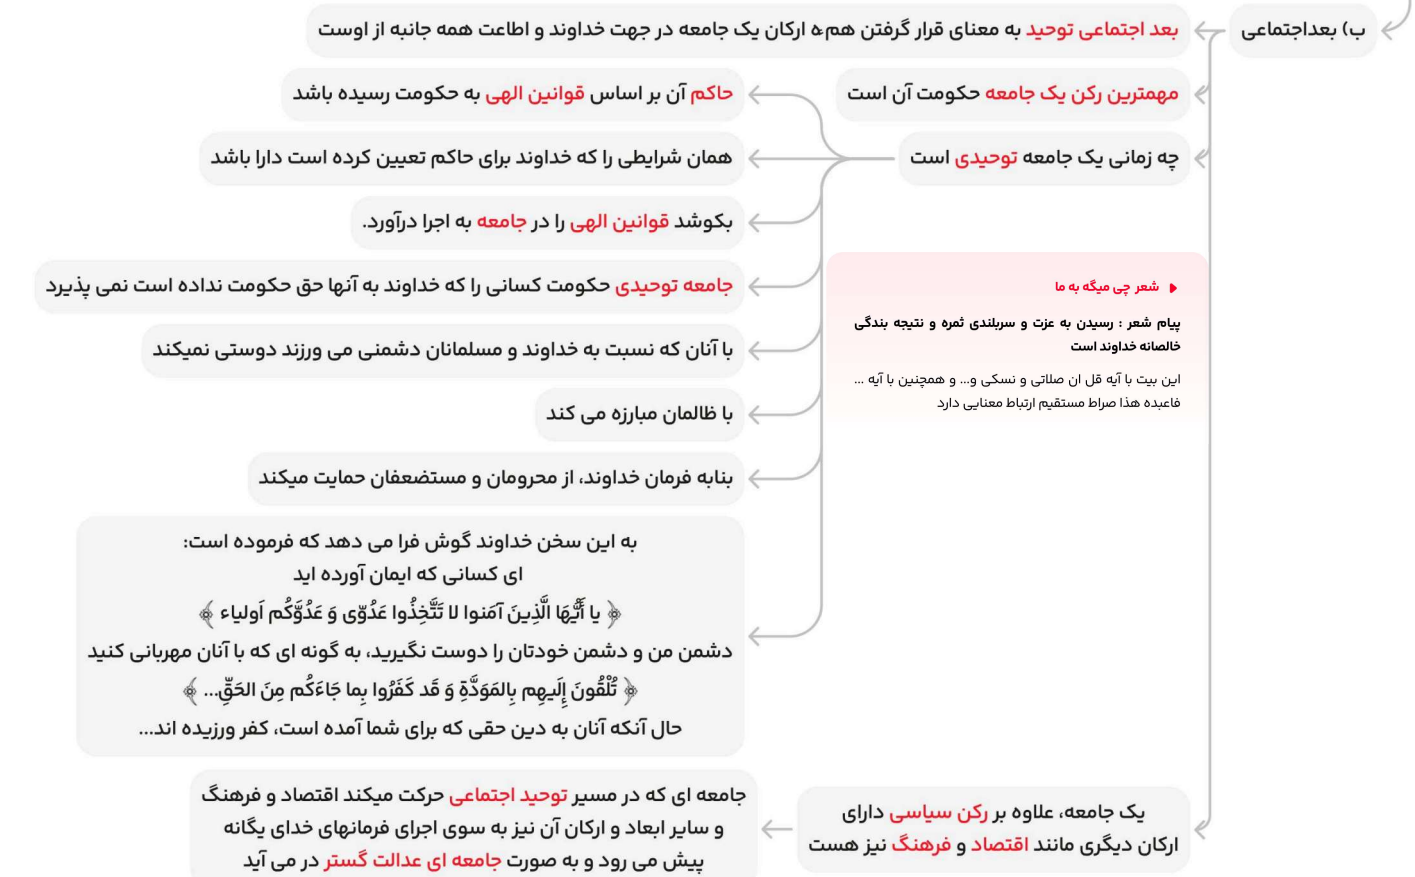 ب) بعداجتماعی
بعد اجتماعی توحید به معنای قرار گرفتن همه ارکان یک جامعه در جهت خداوند و اطاعت همه جانبه از اوست
مهمترین رکن یک جامعه حکومت آن است
چه زمانی یک جامعه توحیدی است
حاکم آن بر اساس قوانین الهی به حکومت رسیده باشد
همان شرایطی را که خداوند برای حاکم تعیین کرده است دارا باشد
بکوشد قوانین الهی را در جامعه به اجرا درآورد.
جامعه توحیدی حکومت کسانی را که خداوند به آنها حق حکومت نداده است نمی پذیرد
با آنان که نسبت به خداوند و مسلمانان دشمنی می ورزند دوستی نمیکند
با ظالمان مبارزه می کند
بنابه فرمان خداوند، از محرومان و مستضعفان حمایت میکند
به این سخن خداوند گوش فرا می دهد که فرموده است:
ای کسانی که ایمان آورده اید
﴿ یا أَیُّهَا الَّذِینَ آمَنوا لا تَتَّخِذُوا عَدُوّی وَ عَدُوَّکُم اَولیاء ﴾
دشمن من و دشمن خودتان را دوست نگیرید، به گونه ای که با آنان مهربانی کنید
﴿ تُلْقُونَ إِلَیهِم بِالمَوَدَّةِ وَ قَد کَفَرُوا بِما جَاءَکُم مِنَ الحَقِّ... ﴾
حال آنکه آنان به دین حقی که برای شما آمده است، کفر ورزیده اند...
شعر چی میگه به ما
پیام شعر : رسیدن به عزت و سربلندی ثمره و نتیجه بندگی
خالصانه خداوند است
این بیت با آیه قل ان صلاتی و نسکی و... و همچنین با آیه ...
فاعبده هذا صراط مستقیم ارتباط معنایی دارد
یک جامعه، علاوه بر رکن سیاسی دارای
ارکان دیگری مانند اقتصاد و فرهنگ نیز هست
جامعه ای که در مسیر توحید اجتماعی حرکت میکند اقتصاد و فرهنگ
و سایر ابعاد و ارکان آن نیز به سوی اجرای فرمانهای خدای یگانه
پیش می رود و به صورت جامعه ای عدالت گستر در می آید